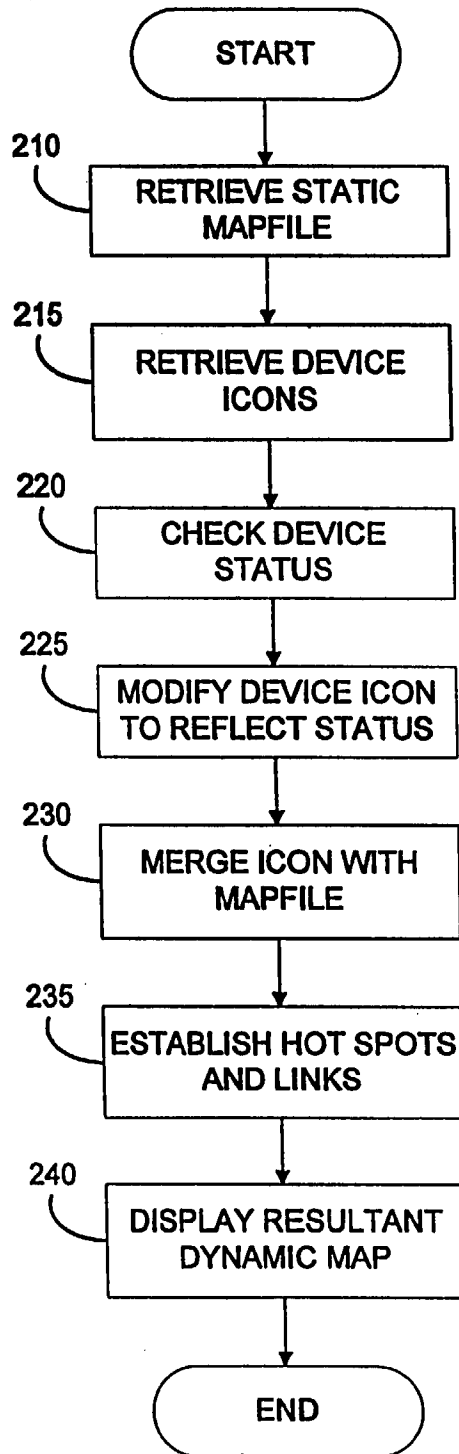 START
210
RETRIEVE STATIC
MAPFILE
215
RETRIEVE DEVICE
ICONS
220
CHECK DEVICE
STATUS
225
MODIFY DEVICE ICON
TO REFLECT STATUS
230
MERGE ICON WITH
MAPFILE
235
ESTABLISH HOT SPOTS
AND LINKS
240
DISPLAY RESULTANT
DYNAMIC MAP
END